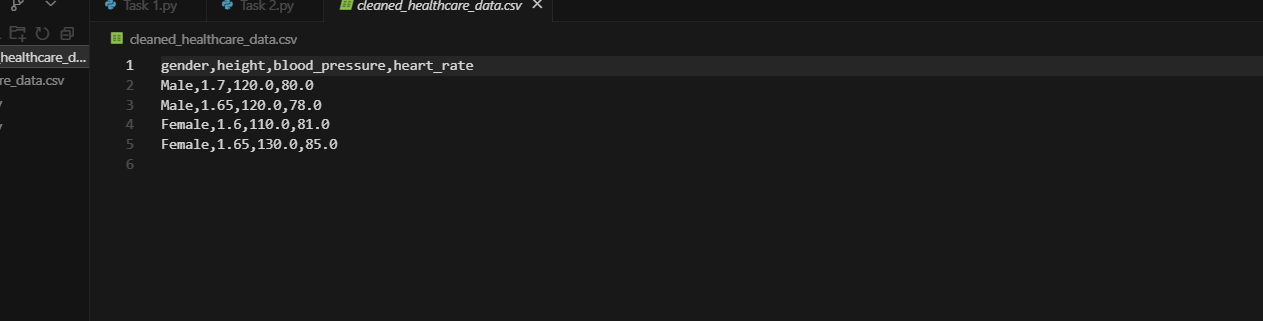 Task 1.py Task 2.py cleaned_healthcare_data.csv
_healthcare_d...
re_data.csv
cleaned_healthcare_data.csv
1 gender,height,blood_pressure,heart_rate
2 Male,1.7,120.0,80.0
3 Male,1.65,120.0,78.0
4 Female,1.6,110.0,81.0
5 Female,1.65,130.0,85.0
6